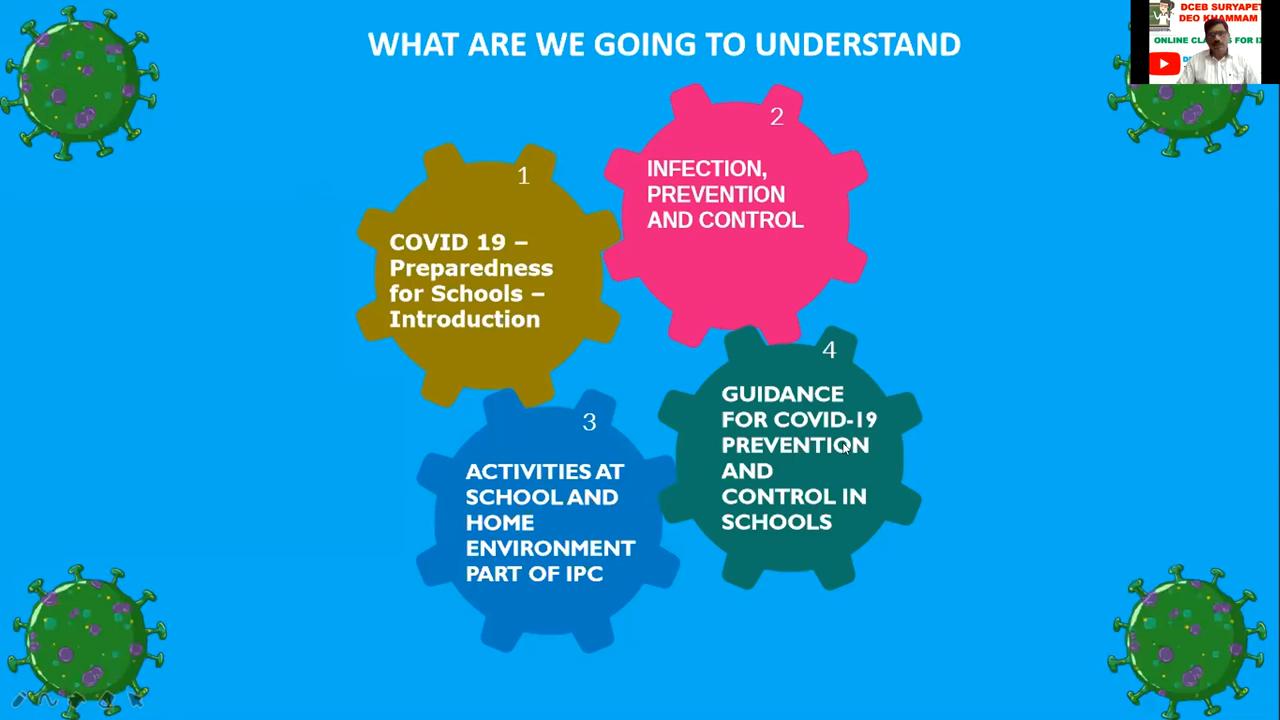 WHAT ARE WE GOING TO UNDERSTAND
DCEB SURYAPET
DEO KHAMMAM
ONLINE FOR
1
COVID 19 –
Preparedness
for Schools –
Introduction
2
INFECTION,
PREVENTION
AND CONTROL
3
ACTIVITIES AT
SCHOOL AND
HOME
ENVIRONMENT
PART OF IPC
4
GUIDANCE
FOR COVID-19
PREVENTION
AND
CONTROL IN
SCHOOLS